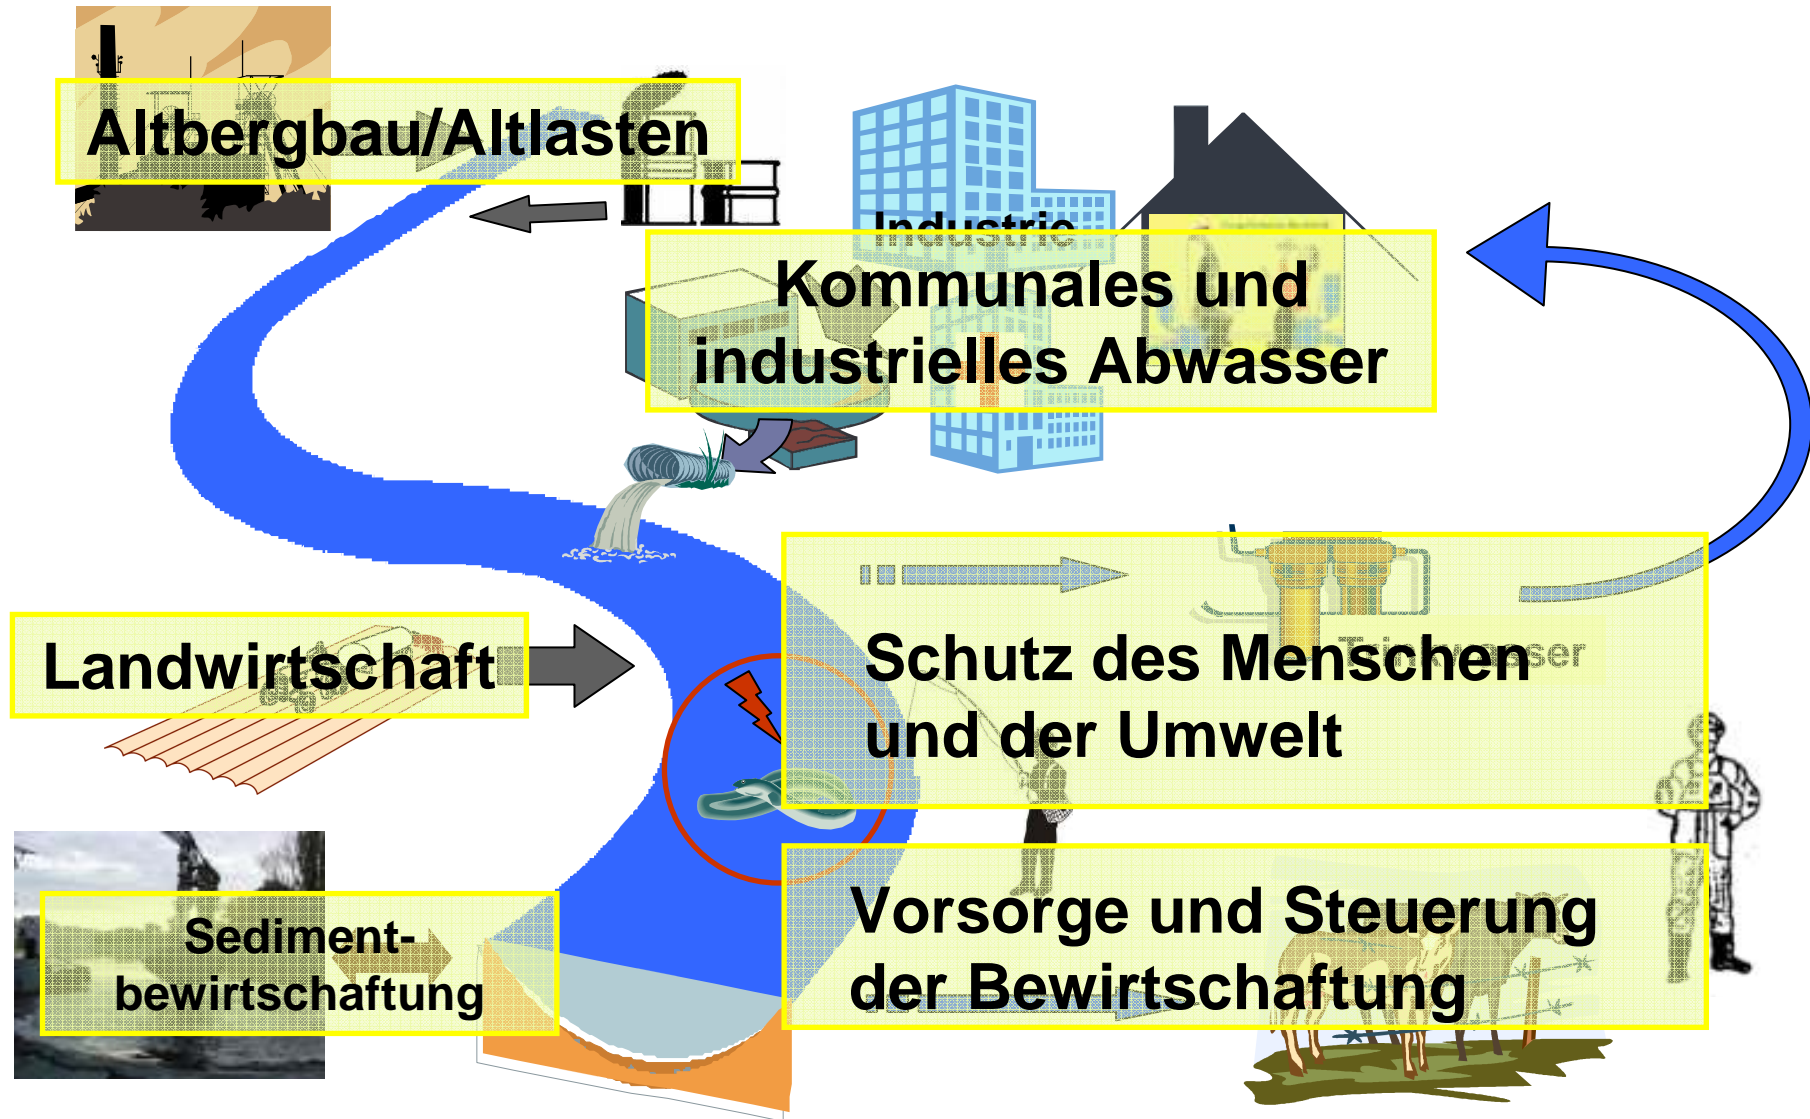 Altbergbau/Altlasten
Industrie
Kommunales und
industrielles Abwasser
Trinkwasser
Landwirtschaft
Schutz des Menschen
und der Umwelt
Sediment-
bewirtschaftung
Vorsorge und Steuerung
der Bewirtschaftung